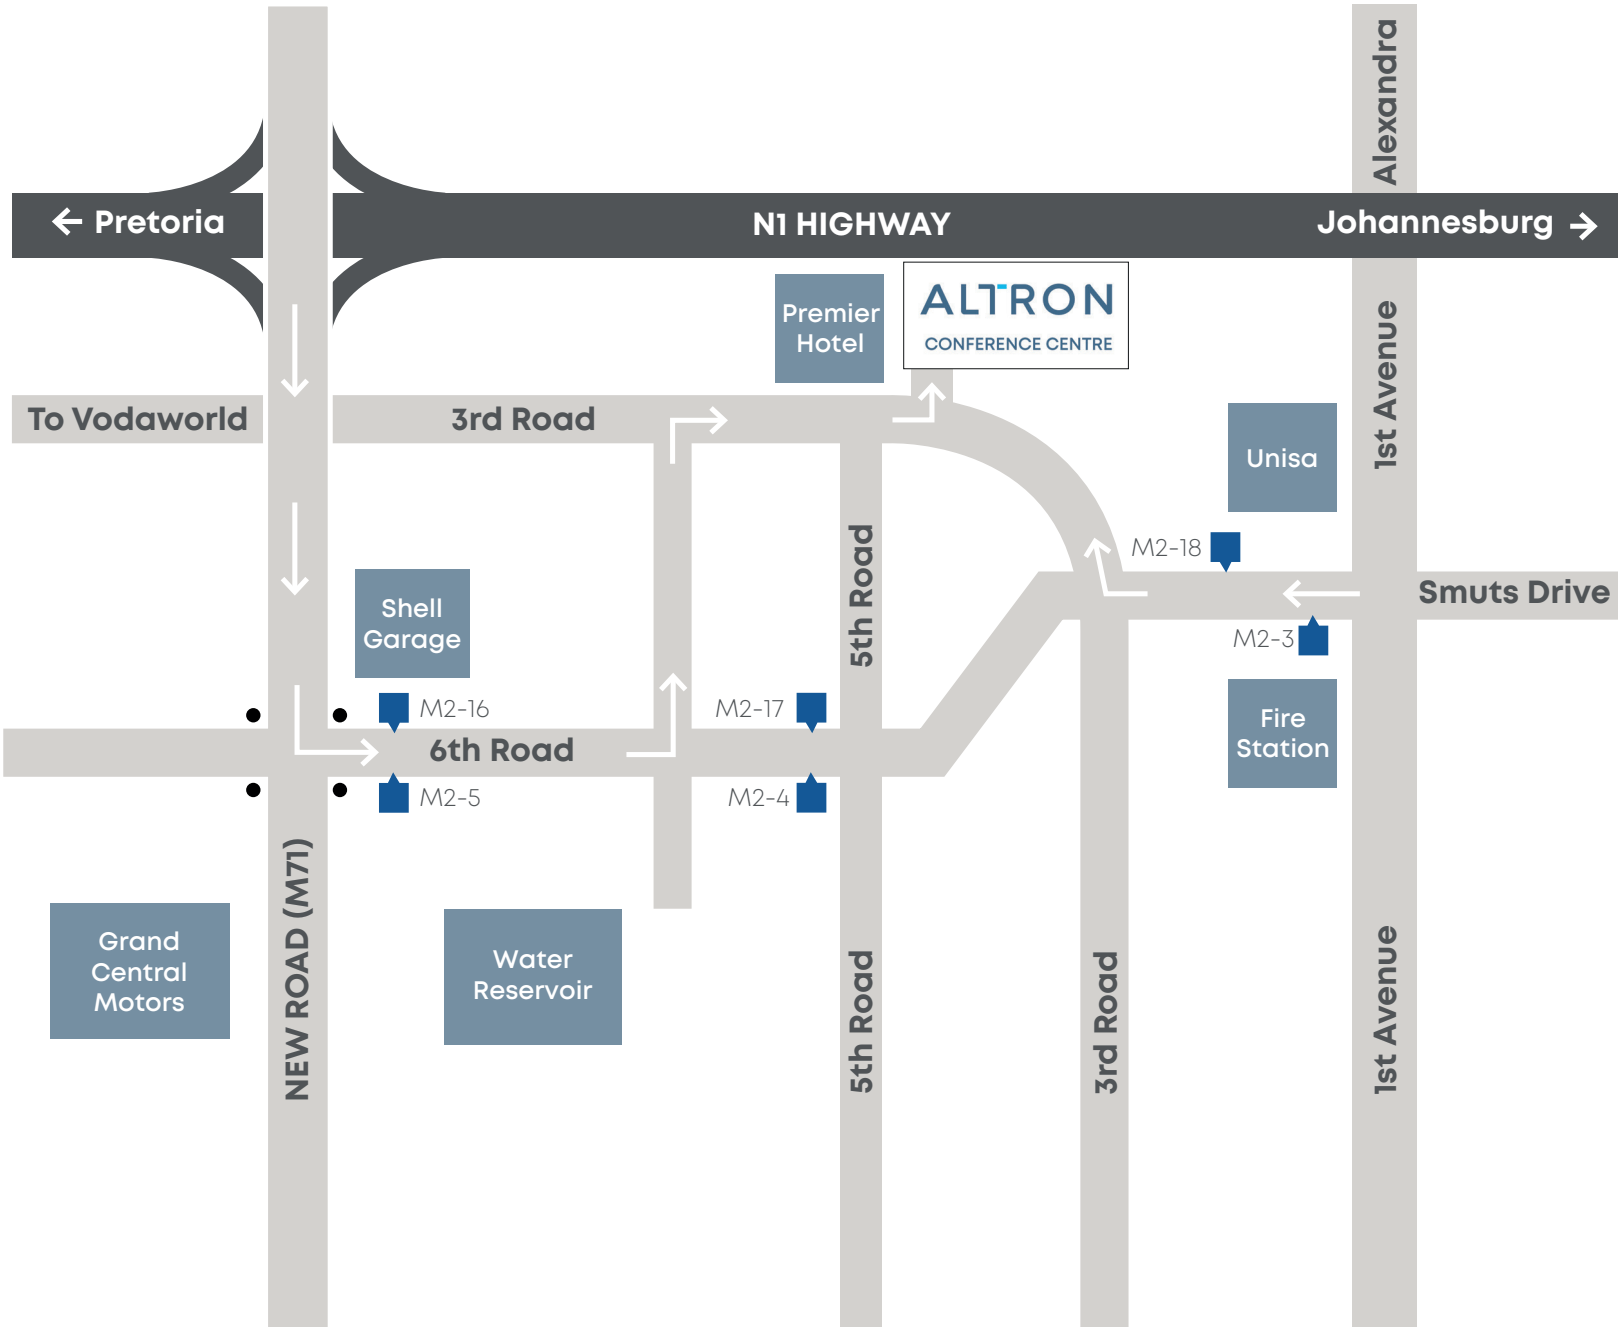 Alexandra
← Pretoria
N1 HIGHWAY
Johannesburg →
Premier
Hotel
ALTRON
CONFERENCE CENTRE
1st Avenue
To Vodaworld
3rd Road
Unisa
5th Road
M2-18
Smuts Drive
Shell
Garage
M2-3
M2-16
M2-17
6th Road
Fire
Station
M2-5
M2-4
NEW ROAD (M71)
Grand
Central
Motors
Water
Reservoir
5th Road
3rd Road
1st Avenue